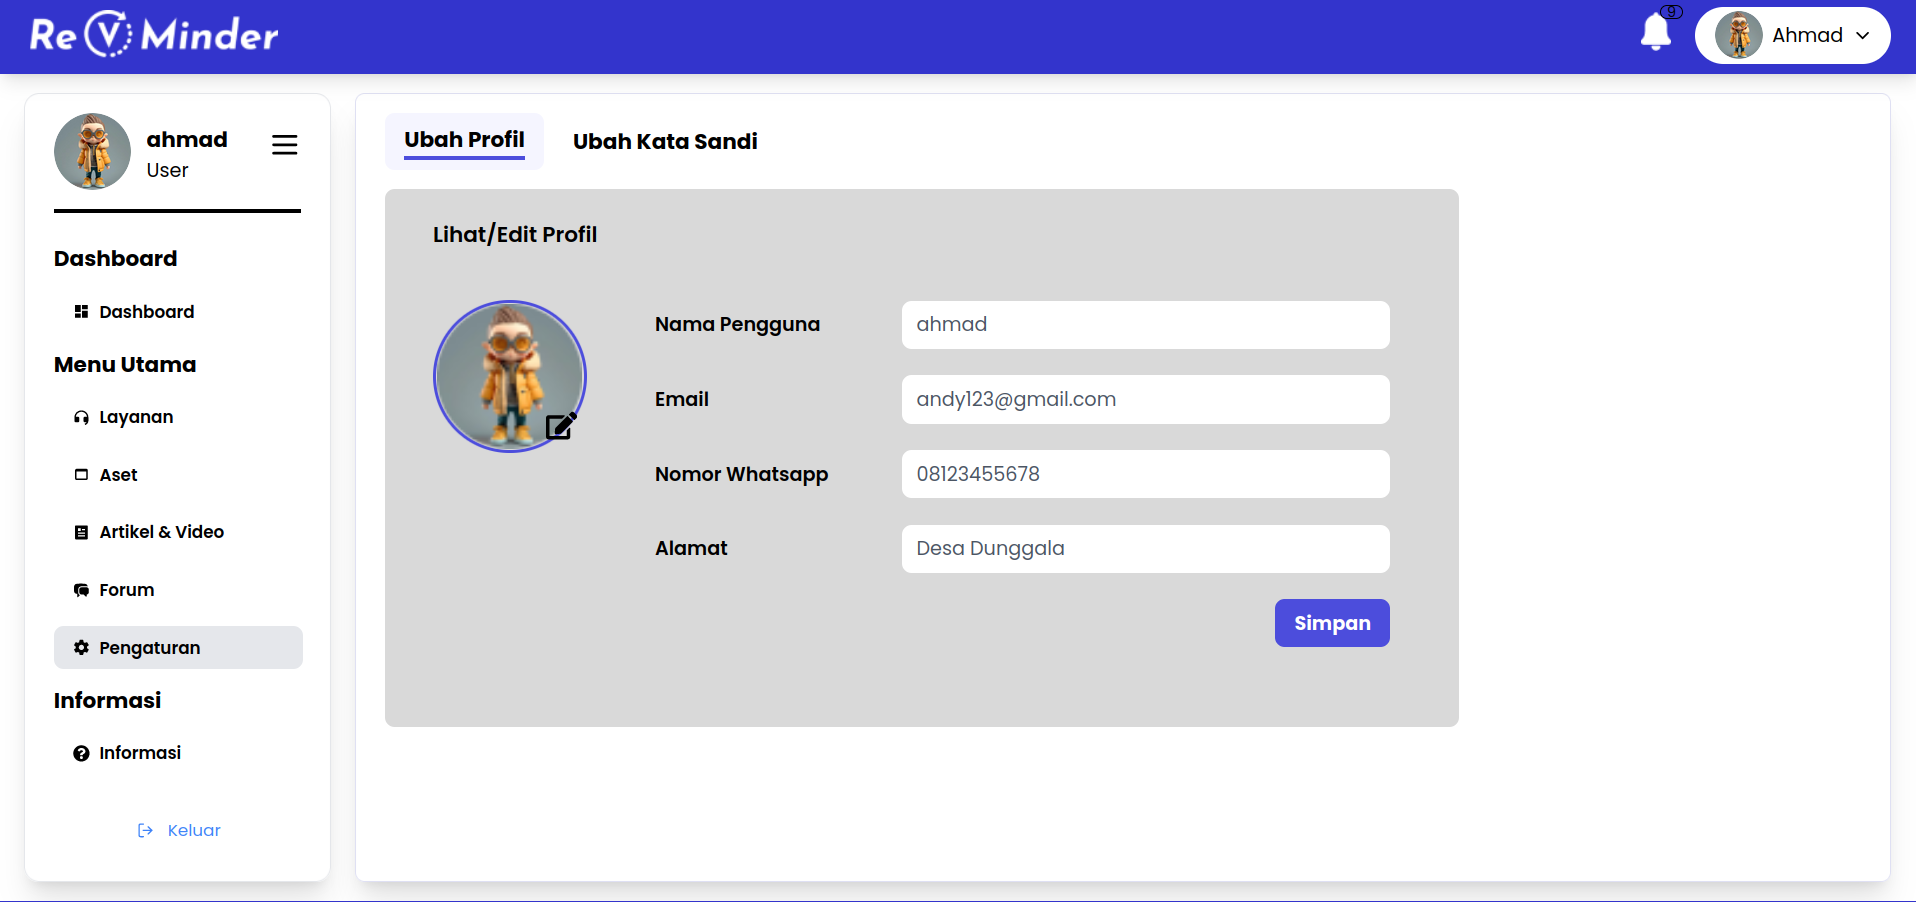 Re V Minder
9
Ahmad
ahmad
User
Dashboard
Dashboard
Menu Utama
Layanan
Aset
Artikel & Video
Forum
Pengaturan
Informasi
Informasi
Keluar
Ubah Profil
Ubah Kata Sandi
Lihat/Edit Profil
Nama Pengguna
ahmad
Email
andy123@gmail.com
Nomor Whatsapp
08123455678
Alamat
Desa Dunggala
Simpan